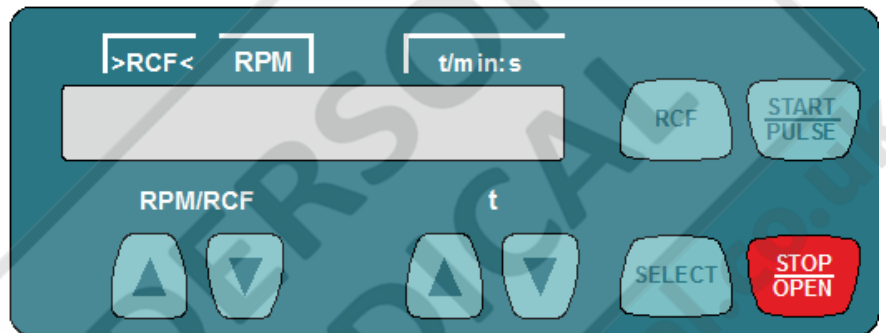 >RCF< RPM t/min:s
RCF
START
PULSE
RPM/RCF t
SELECT
STOP
OPEN